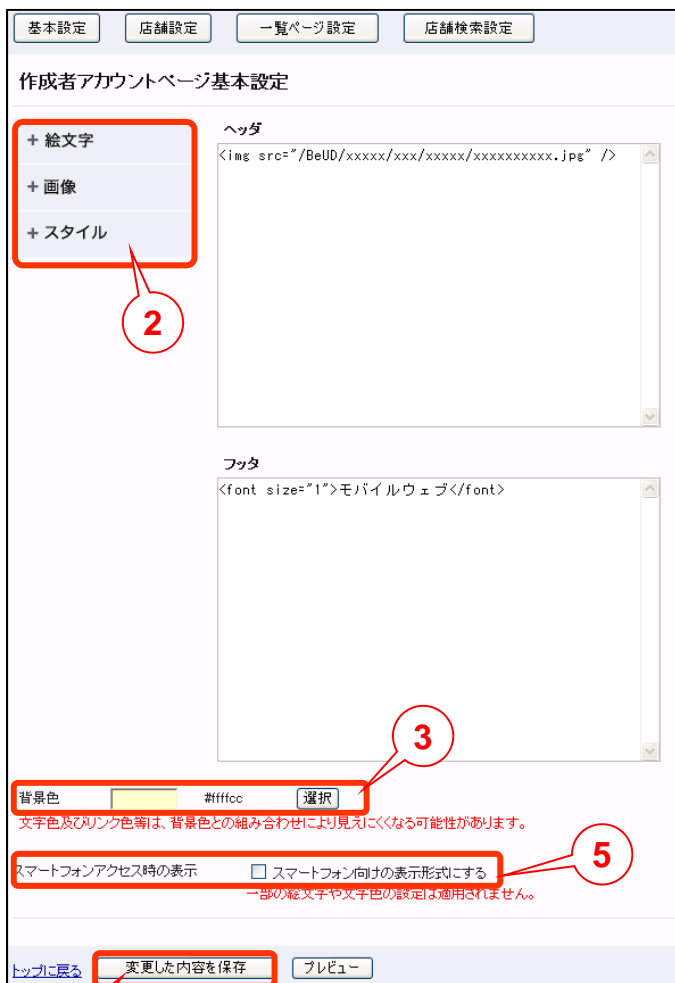 基本設定 店舗設定 一覧ページ設定 店舗検索設定
作成者アカウントページ基本設定
+ 絵文字
+ 画像
+ スタイル
2
ヘッダ
<img src="/BeUD/xxxxx/xxx/xxxxx/xxxxxxxxxx.jpg" />
フッタ
<font size="1">モバイルウェブ</font>
3
背景色 #ffffcc 選択
文字色及びリンク色等は、背景色との組み合わせにより見えにくくなる可能性があります。
5
スマートフォンアクセス時の表示 スマートフォン向けの表示形式にする
一部の絵文字や文字色の設定は適用されません。
トップに戻る 変更した内容を保存 プレビュー